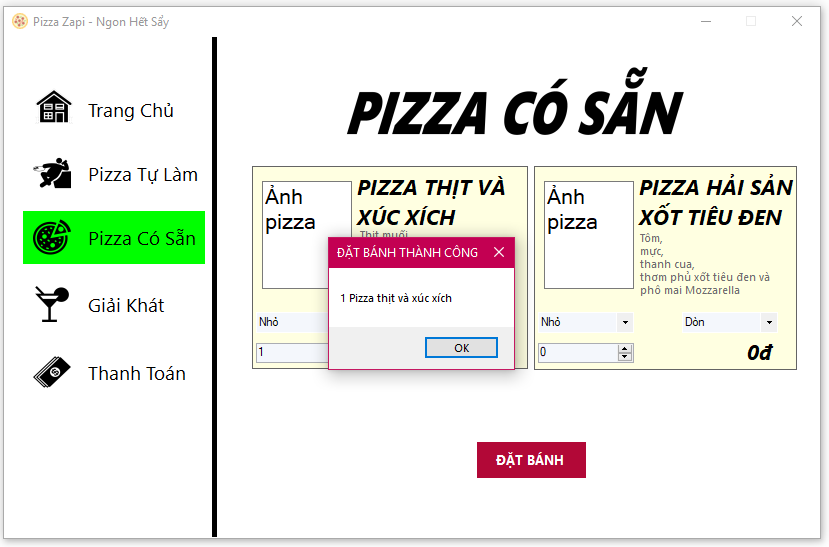 Pizza Zapi - Ngon Hết Sẩy
Trang Chủ
Pizza Tự Làm
Pizza Có Sẵn
Giải Khát
Thanh Toán
PIZZA CÓ SẴN
Ảnh
pizza
PIZZA THỊT VÀ
XÚC XÍCH
Thịt muối
Nhỏ
1
ĐẶT BÁNH THÀNH CÔNG
1 Pizza thịt và xúc xích
OK
Ảnh
pizza
PIZZA HẢI SẢN
XỐT TIÊU ĐEN
Tôm,
mực,
thanh cua,
thơm phủ xốt tiêu đen và
phô mai Mozzarella
Nhỏ
Dòn
0
0đ
ĐẶT BÁNH